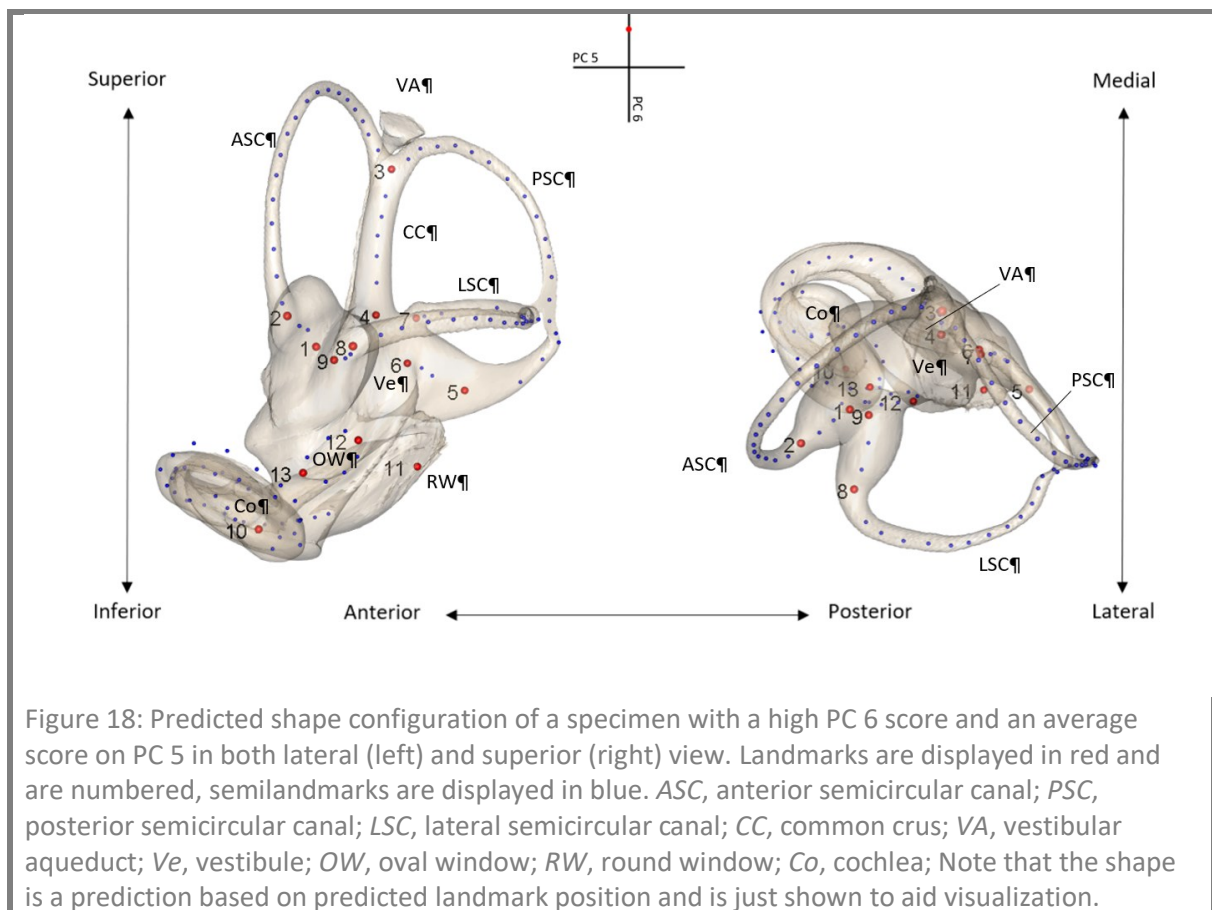 PC 5
PC 6
Superior
Medial
VA¶
ASC¶
3
PSC¶
CC¶
LSC¶
2
4
7
1
8
9
6
Ve¶
5
12
OW¶
13
11
RW¶
Co¶
10
VA¶
Co¶
3
4
Ve¶
6
7
10
13
12
11
5
PSC¶
1
9
2
ASC¶
8
LSC¶
Inferior
Anterior
Posterior
Lateral
Figure 18: Predicted shape configuration of a specimen with a high PC 6 score and an average
score on PC 5 in both lateral (left) and superior (right) view. Landmarks are displayed in red and
are numbered, semilandmarks are displayed in blue. ASC, anterior semicircular canal; PSC,
posterior semicircular canal; LSC, lateral semicircular canal; CC, common crus; VA, vestibular
aqueduct; Ve, vestibule; OW, oval window; RW, round window; Co, cochlea; Note that the shape
is a prediction based on predicted landmark position and is just shown to aid visualization.